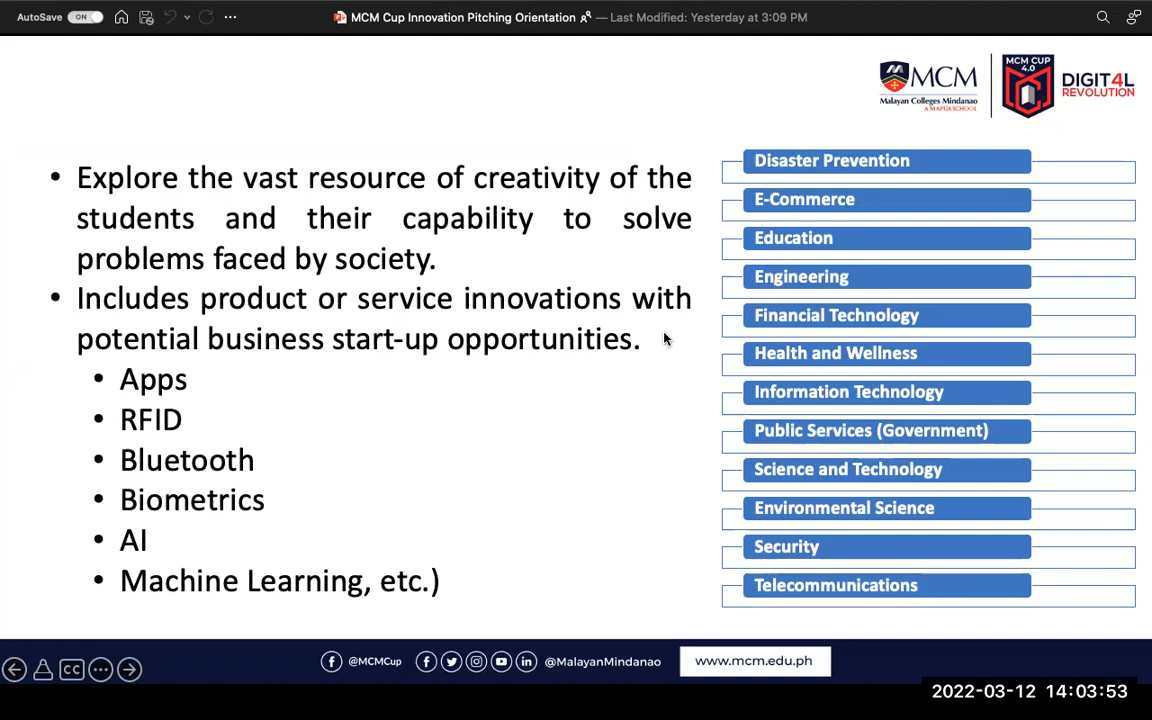 AutoSave ON
MCM Cup Innovation Pitching Orientation — Last Modified: Yesterday at 3:09 PM
MCM
Malayan Colleges Mindanao
A MAPUA SCHOOL
MCM CUP
4.0
DIGIT4L
REVOLUTION
• Explore the vast resource of creativity of the
students and their capability to solve
problems faced by society.
• Includes product or service innovations with
potential business start-up opportunities.
• Apps
• RFID
• Bluetooth
• Biometrics
• AI
• Machine Learning, etc.)
Disaster Prevention
E-Commerce
Education
Engineering
Financial Technology
Health and Wellness
Information Technology
Public Services (Government)
Science and Technology
Environmental Science
Security
Telecommunications
CC
@MCMCup
@MalayanMindanao
www.mcm.edu.ph
2022-03-12 14:03:53